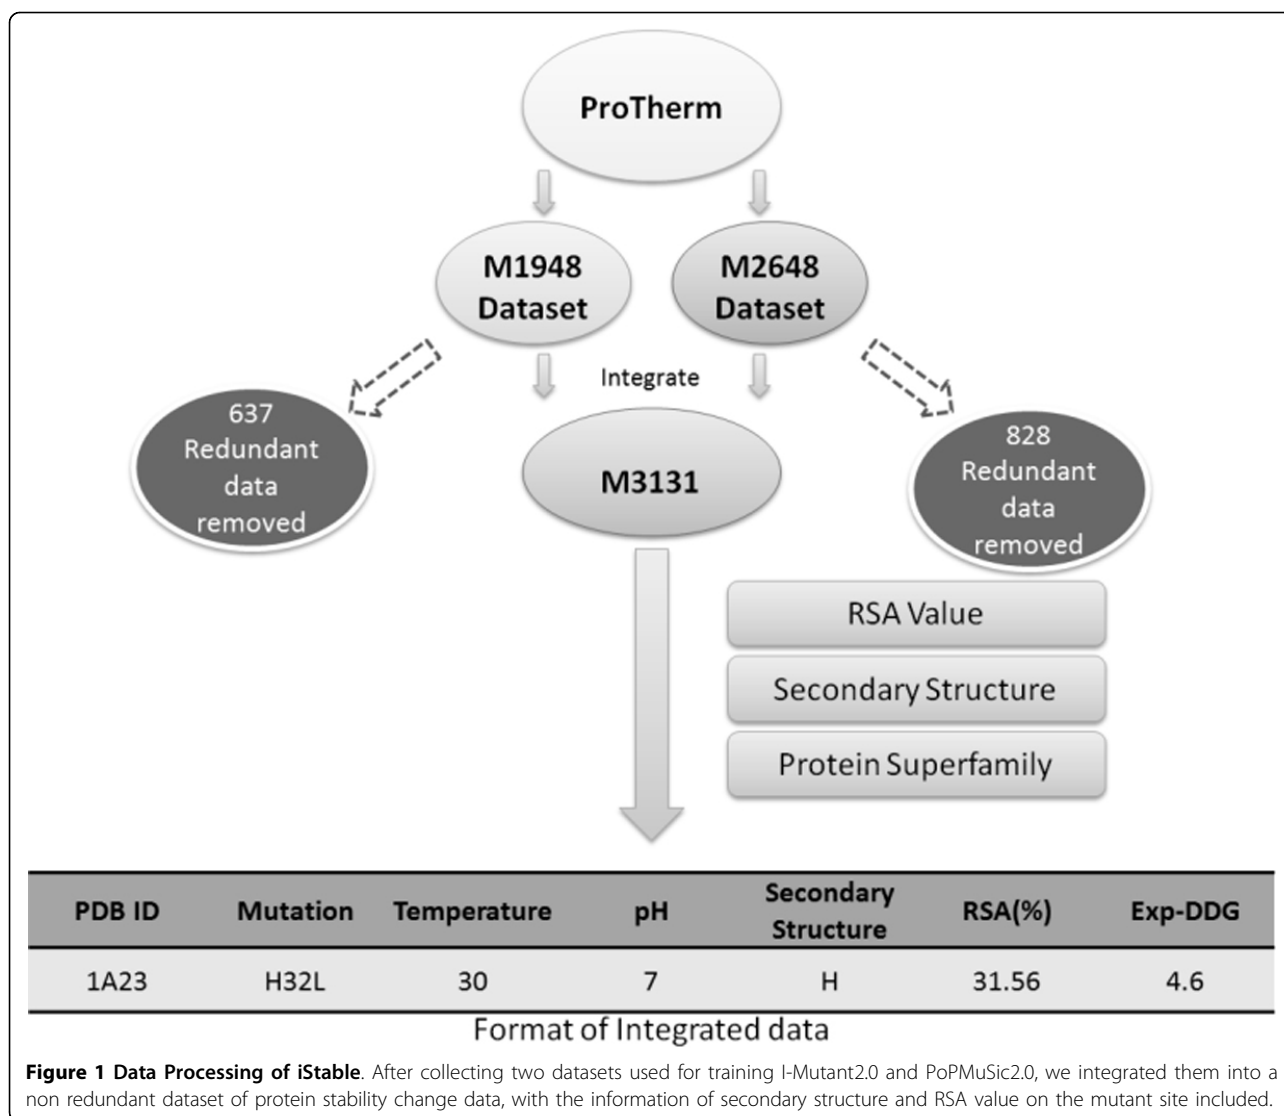 ProTherm
M1948
Dataset
M2648
Dataset
Integrate
637
Redundant
data
removed
M3131
828
Redundant
data
removed
RSA Value
Secondary Structure
Protein Superfamily
PDB ID Mutation Temperature pH Secondary Structure RSA(%) Exp-DDG
1A23 H32L 30 7 H 31.56 4.6
Format of Integrated data
Figure 1 Data Processing of iStable. After collecting two datasets used for training I-Mutant2.0 and PoPMuSic2.0, we integrated them into a
non redundant dataset of protein stability change data, with the information of secondary structure and RSA value on the mutant site included.